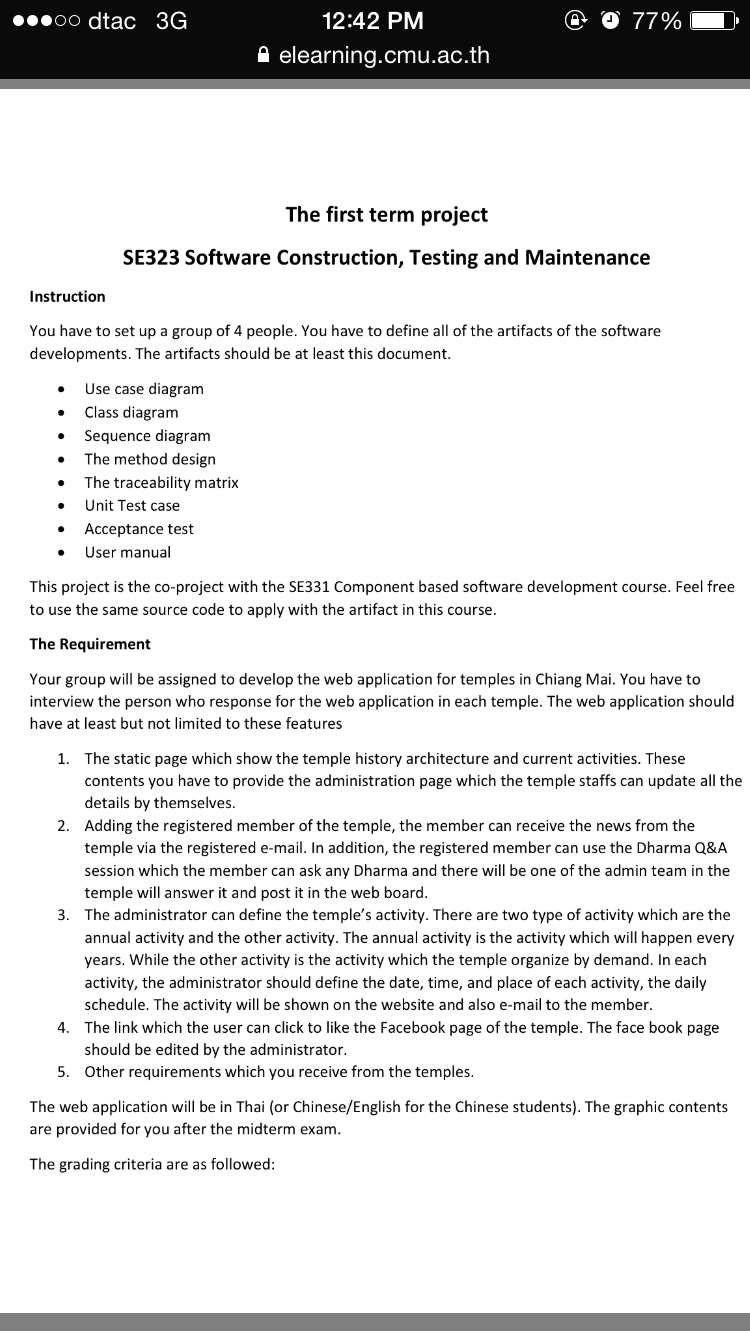 dtac 3G 12:42 PM 77%
elearning.cmu.ac.th
The first term project
SE323 Software Construction, Testing and Maintenance
Instruction
You have to set up a group of 4 people. You have to define all of the artifacts of the software
developments. The artifacts should be at least this document.
• Use case diagram
• Class diagram
• Sequence diagram
• The method design
• The traceability matrix
• Unit Test case
• Acceptance test
• User manual
This project is the co-project with the SE331 Component based software development course. Feel free
to use the same source code to apply with the artifact in this course.
The Requirement
Your group will be assigned to develop the web application for temples in Chiang Mai. You have to
interview the person who response for the web application in each temple. The web application should
have at least but not limited to these features
1. The static page which show the temple history architecture and current activities. These
contents you have to provide the administration page which the temple staffs can update all the
details by themselves.
2. Adding the registered member of the temple, the member can receive the news from the
temple via the registered e-mail. In addition, the registered member can use the Dharma Q&A
session which the member can ask any Dharma and there will be one of the admin team in the
temple will answer it and post it in the web board.
3. The administrator can define the temple's activity. There are two type of activity which are the
annual activity and the other activity. The annual activity is the activity which will happen every
years. While the other activity is the activity which the temple organize by demand. In each
activity, the administrator should define the date, time, and place of each activity, the daily
schedule. The activity will be shown on the website and also e-mail to the member.
4. The link which the user can click to like the Facebook page of the temple. The face book page
should be edited by the administrator.
5. Other requirements which you receive from the temples.
The web application will be in Thai (or Chinese/English for the Chinese students). The graphic contents
are provided for you after the midterm exam.
The grading criteria are as followed: